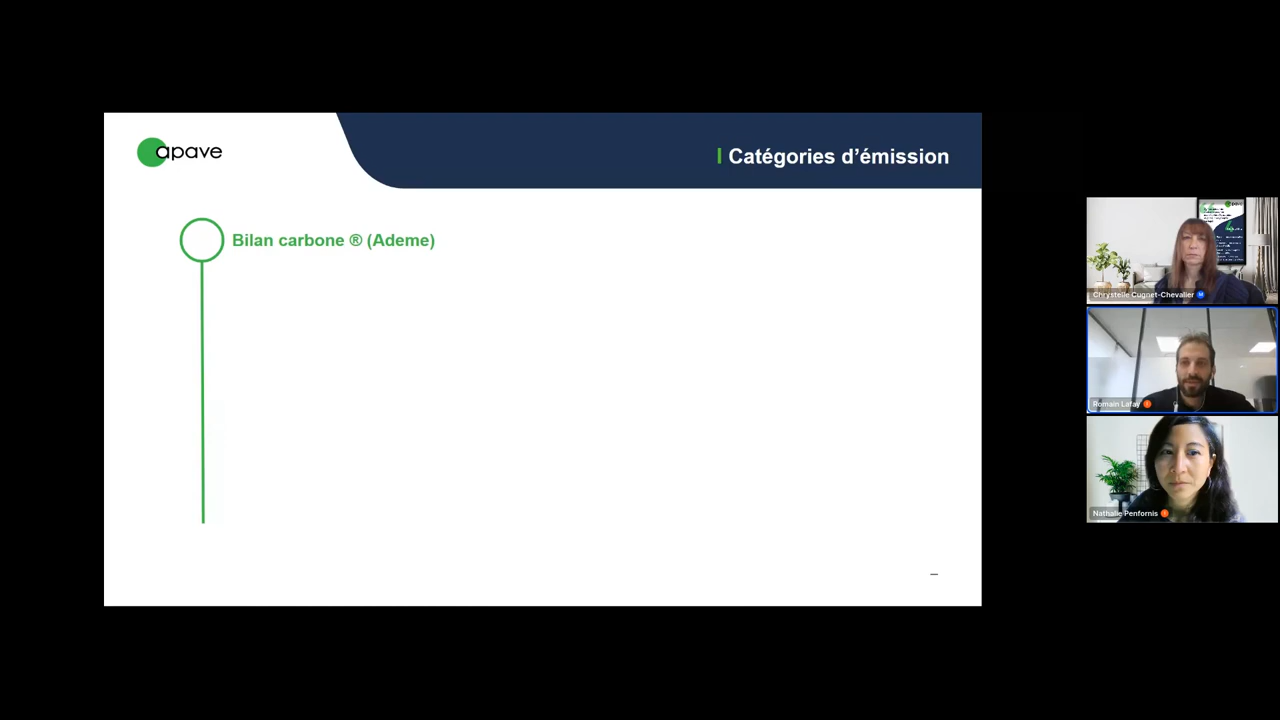 apave
Catégories d’émission
Bilan carbone ® (Ademe)
Chrystelle Cugnet-Chevalier
Romain Lafay
Nathalie Penfornis